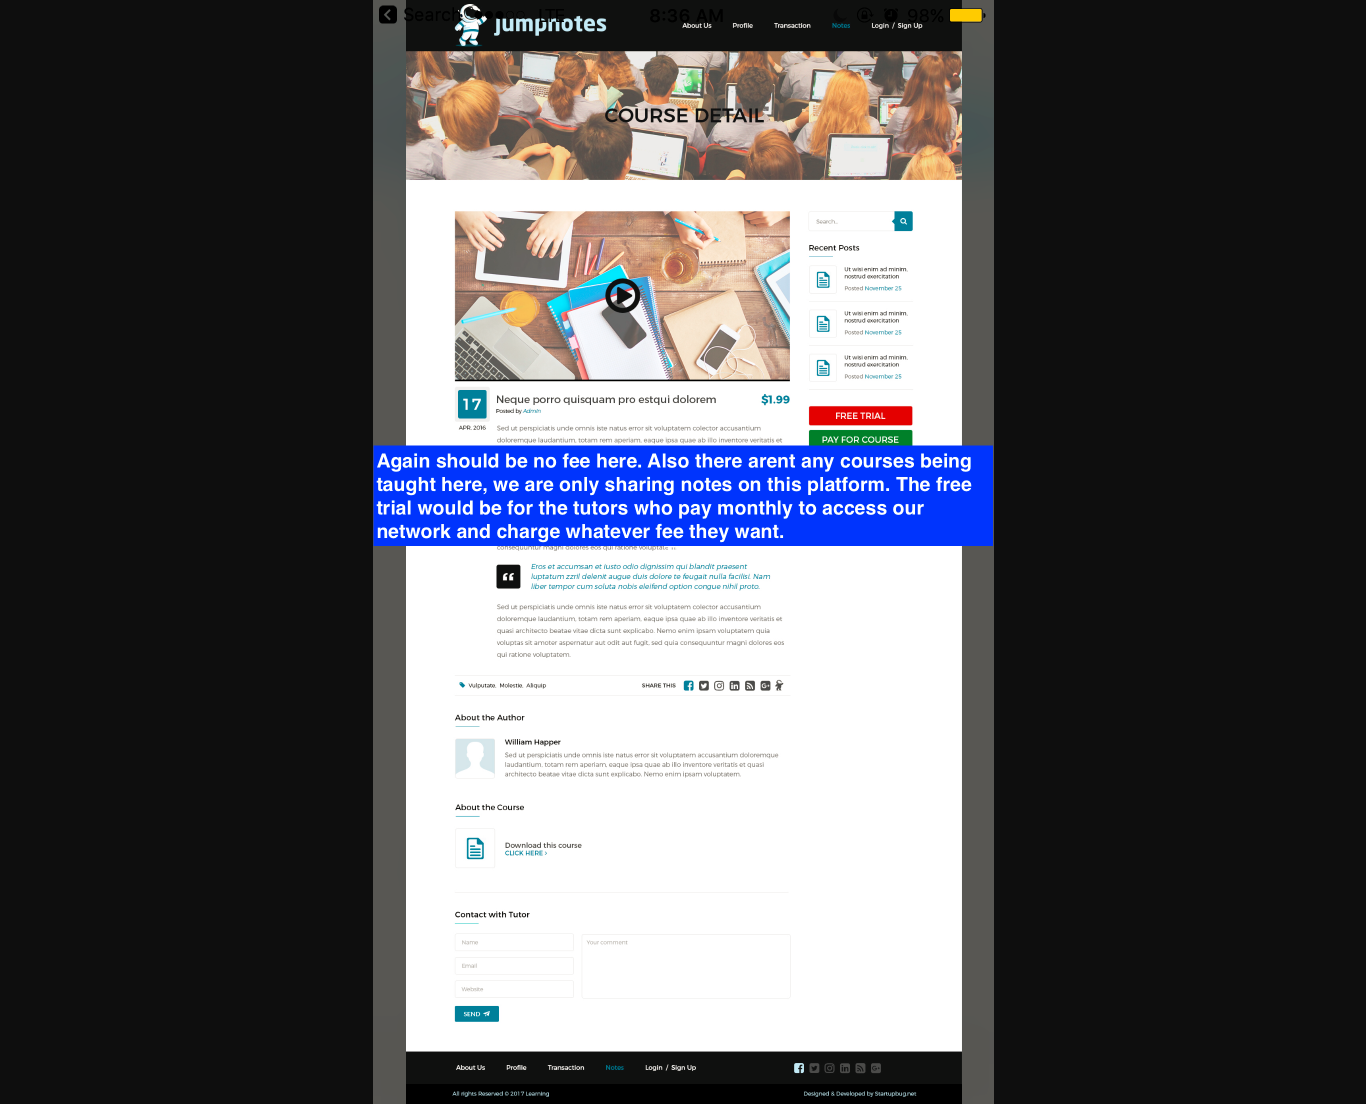 Search LTE 8:36 AM 98%
jumpnotes
About Us Profile Transaction Notes Login / Sign Up
COURSE DETAIL
Search..
Recent Posts
Ut wisi enim ad minim,
nostrud exercitation
Posted November 25
Ut wisi enim ad minim,
nostrud exercitation
Posted November 25
Ut wisi enim ad minim,
nostrud exercitation
Posted November 25
FREE TRIAL
PAY FOR COURSE
17
APR, 2016
Neque porro quisquam pro estqui dolorem $1.99
Posted by Admin
Sed ut perspiciatis unde omnis iste natus error sit voluptatem colector accusantium
doloremque laudantium, totam rem aperiam, eaque ipsa quae ab illo inventore veritatis et
Again should be no fee here. Also there arent any courses being
taught here, we are only sharing notes on this platform. The free
trial would be for the tutors who pay monthly to access our
network and charge whatever fee they want.
consequuntur magni dolores eos qui ratione voluptate
Eros et accumsan et iusto odio dignissim qui blandit praesent
luptatum zzril delenit augue duis dolore te feugait nulla facilisi. Nam
liber tempor cum soluta nobis eleifend option congue nihil proto.
Sed ut perspiciatis unde omnis iste natus error sit voluptatem colector accusantium
doloremque laudantium, totam rem aperiam, eaque ipsa quae ab illo inventore veritatis et
quasi architecto beatae vitae dicta sunt explicabo. Nemo enim ipsam voluptatem quia
voluptas sit amoter aspernatur aut odit aut fugit, sed quia consequuntur magni dolores eos
qui ratione voluptatem.
Vulputate, Molestie, Aliquip
SHARE THIS
About the Author
William Happer
Sed ut perspiciatis unde omnis iste natus error sit voluptatem accusantium doloremque
laudantium, totam rem aperiam, eaque ipsa quae ab illo inventore veritatis et quasi
architecto beatae vitae dicta sunt explicabo. Nemo enim ipsam voluptatem.
About the Course
Download this course
CLICK HERE >
Contact with Tutor
Name
Your comment
Email
Website
SEND
About Us Profile Transaction Notes Login / Sign Up
All rights Reserved © 2017 Learning
Designed & Developed by Startupbug.net